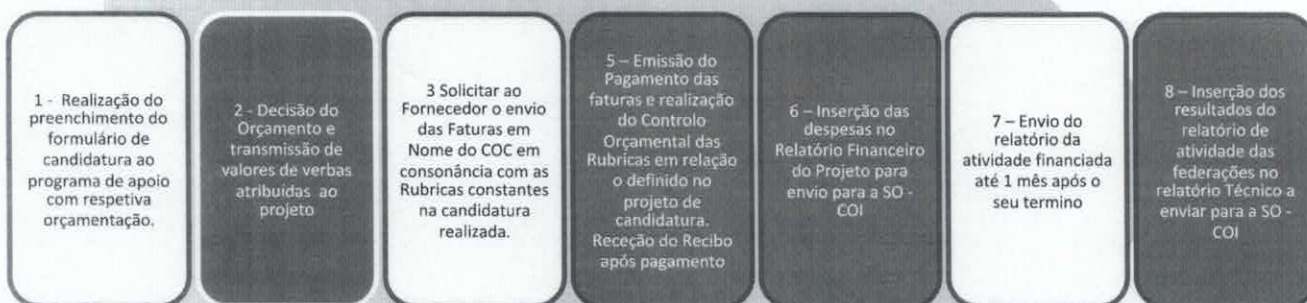 1 - Realização do
preenchimento do
formulário de
candidatura ao
programa de apoio
com respetiva
orçamentação.
2 - Decisão do
Orçamento e
transmissão de
valores de verbas
atribuídas ao
projeto
3 Solicitar ao
Fornecedor o envio
das Faturas em
Nome do COC em
consonância com as
Rubricas constantes
na candidatura
realizada.
5 – Emissão do
Pagamento das
faturas e realização
do Controlo
Orçamental das
Rubricas em relação
o definido no
projeto de
candidatura.
Receção do Recibo
após pagamento
6 – Inserção das
despesas no
Relatório Financeiro
do Projeto para
envio para a SO -
COI
7 – Envio do
relatório da
atividade financiada
até 1 mês após o
seu termino
8 – Inserção dos
resultados do
relatório de
atividade das
federações no
relatório Técnico a
enviar para a SO -
COI